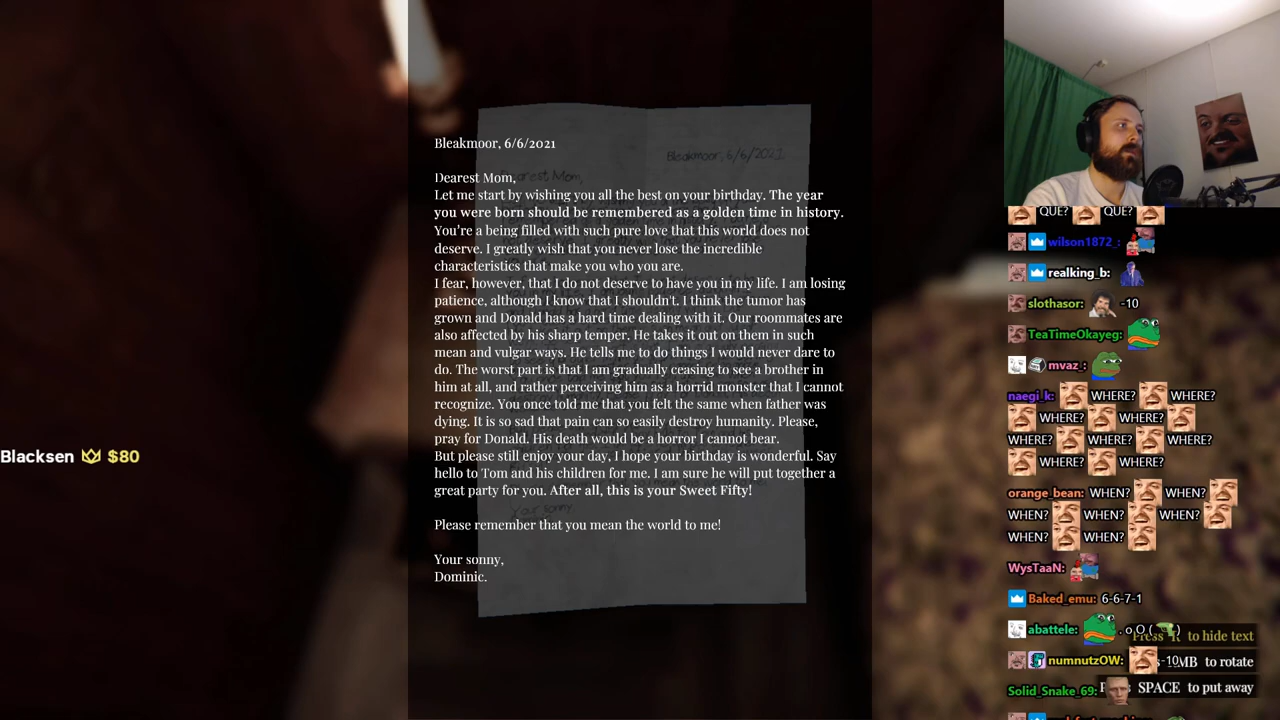 Bleakmoor, 6/6/2021
Bleakmoor, 6/6/2021
Dearest Mom,
Let me start by wishing you all the best on your birthday. The year
you were born should be remembered as a golden time in history.
You're a being filled with such pure love that this world does not
deserve. I greatly wish that you never lose the incredible
characteristics that make you who you are.
I fear, however, that I do not deserve to have you in my life. I am losing
patience, although I know that I shouldn't. I think the tumor has
grown and Donald has a hard time dealing with it. Our roommates are
also affected by his sharp temper. He takes it out on them in such
mean and vulgar ways. He tells me to do things I would never dare to
do. The worst part is that I am gradually ceasing to see a brother in
him at all, and rather perceiving him as a horrid monster that I cannot
recognize. You once told me that you felt the same when father was
dying. It is so sad that pain can so easily destroy humanity. Please,
pray for Donald. His death would be a horror I cannot bear.
But please still enjoy your day, I hope your birthday is wonderful. Say
hello to Tom and his children for me. I am sure he will put together a
great party for you. After all, this is your Sweet Fifty!
Please remember that you mean the world to me!
Your sonny,
Dominic.
Blacksen $80
QUE? QUE?
wilson1872_:
realking_b:
slothasor: -10
TeaTimeOkayeg:
mvaz_:
naegi_k: WHERE? WHERE?
WHERE? WHERE?
WHERE? WHERE? WHERE?
WHERE? WHERE?
orange_bean: WHEN? WHEN?
WHEN? WHEN? WHEN?
WHEN? WHEN?
WysTaaN:
Baked_emu: 6-6-7-1
abattele: . o O ( )
Press R to hide text
numnutzOW: -10
LMB to rotate
Solid_Snake_69:
SPACE to put away